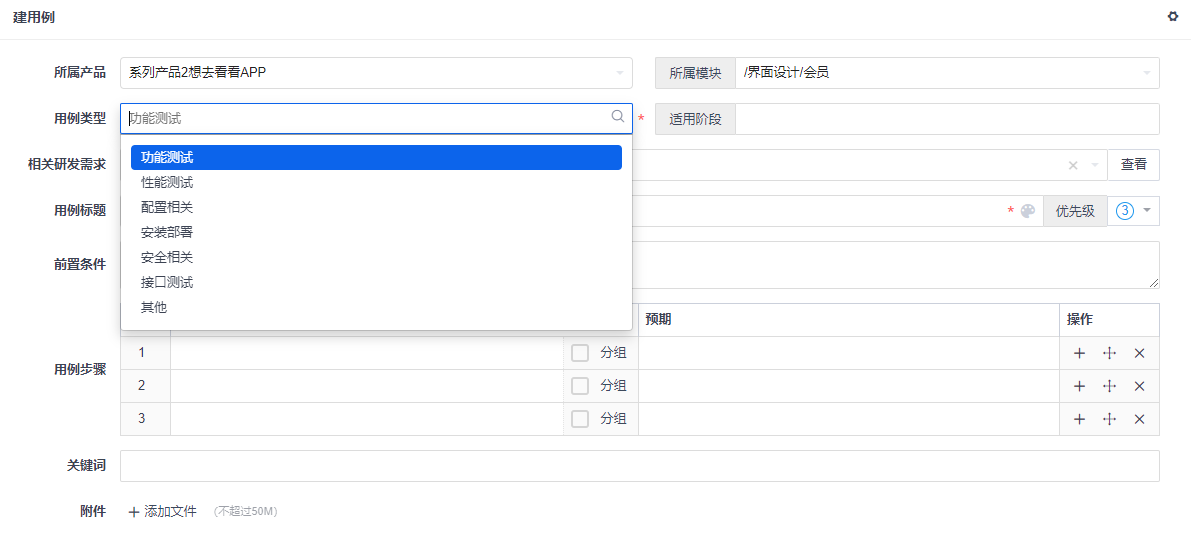 建用例
所属产品 系列产品2想去看看APP 所属模块 /界面设计/会员
用例类型 功能测试 * 适用阶段
功能测试
性能测试
配置相关
安装部署
安全相关
接口测试
其他
相关研发需求 查看
用例标题 * 优先级 3
前置条件
预期 操作
用例步骤
1 分组
2 分组
3 分组
关键词
附件 添加文件 (不超过50M)